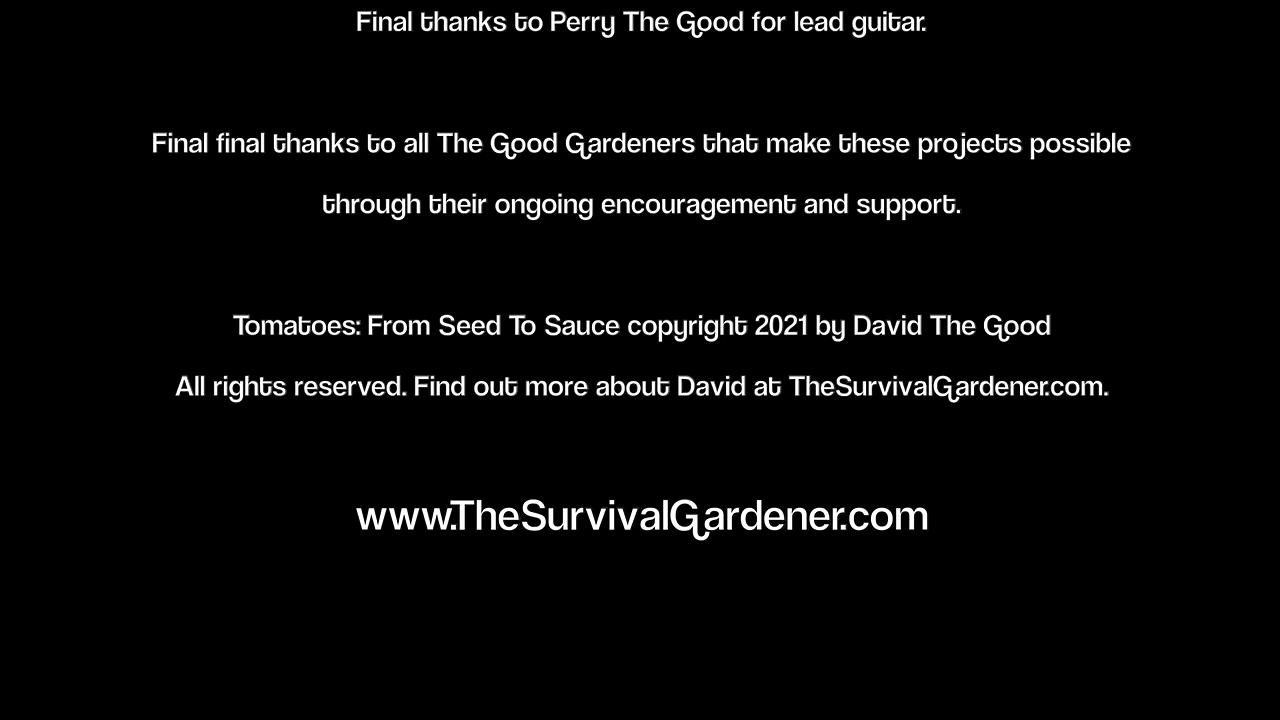 Final thanks to Perry The Good for lead guitar.
Final final thanks to all The Good Gardeners that make these projects possible
through their ongoing encouragement and support.
Tomatoes: From Seed To Sauce copyright 2021 by David The Good
All rights reserved. Find out more about David at TheSurvivalGardener.com.
www.TheSurvivalGardener.com